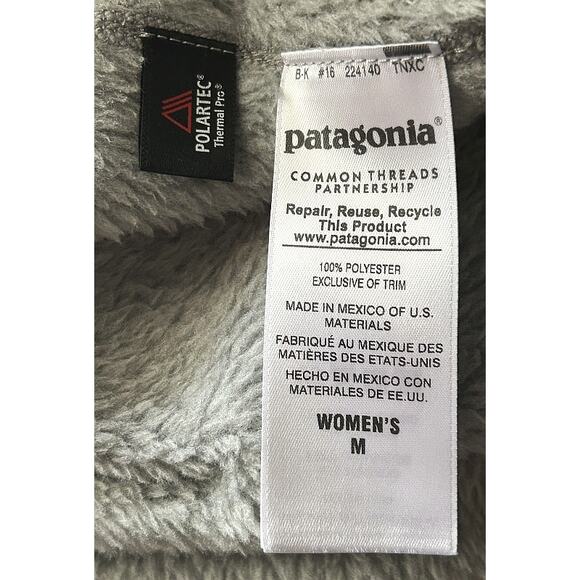 POLARTEC®
Thermal Pro®
B-K #16 224140 TNXC
patagonia®
COMMON THREADS
PARTNERSHIP
Repair, Reuse, Recycle
This Product
www.patagonia.com
100% POLYESTER
EXCLUSIVE OF TRIM
MADE IN MEXICO OF U.S.
MATERIALS
FABRIQUÉ AU MEXIQUE DES
MATIÈRES DES ETATS-UNIS
HECHO EN MEXICO CON
MATERIALES DE EE.UU.
WOMEN'S
M